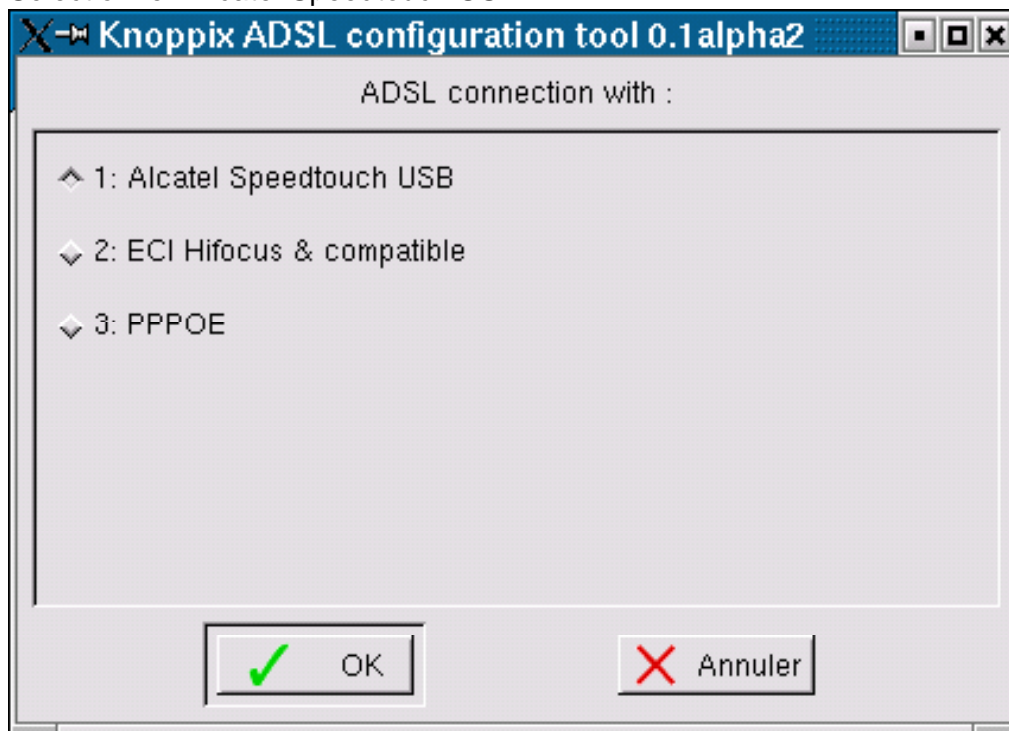 Knoppix ADSL configuration tool 0.1alpha2
ADSL connection with :
1: Alcatel Speedtouch USB
2: ECI Hifocus & compatible
3: PPPOE
OK
Annuler